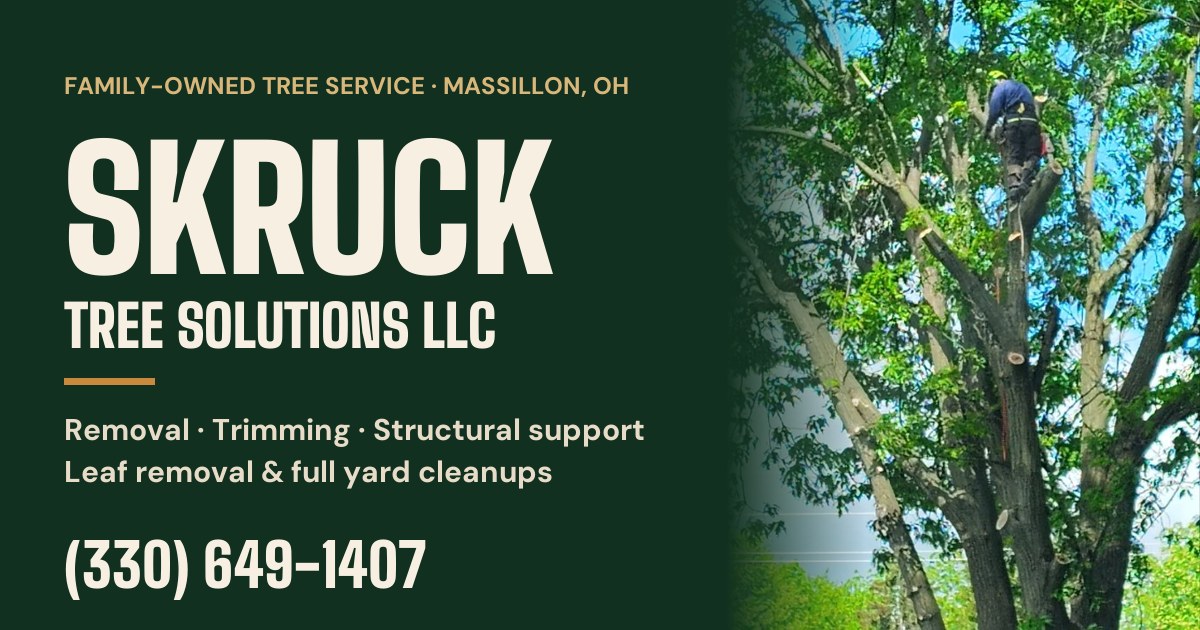 FAMILY-OWNED TREE SERVICE · MASSILLON, OH
SKRUCK
TREE SOLUTIONS LLC
Removal · Trimming · Structural support
Leaf removal & full yard cleanups
(330) 649-1407